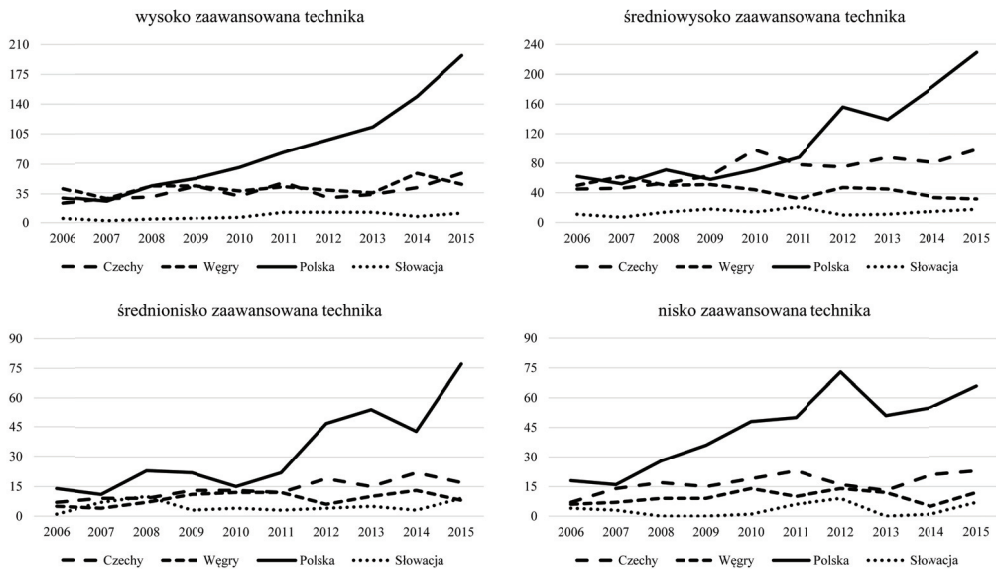 wysoko zaawansowana technika
210
175
140
105
70
35
0
2006 2007 2008 2009 2010 2011 2012 2013 2014 2015
Czechy Węgry Polska Słowacja
średniowysoko zaawansowana technika
240
200
160
120
80
40
0
2006 2007 2008 2009 2010 2011 2012 2013 2014 2015
Czechy Węgry Polska Słowacja
średnionisko zaawansowana technika
90
75
60
45
30
15
0
2006 2007 2008 2009 2010 2011 2012 2013 2014 2015
Czechy Węgry Polska Słowacja
nisko zaawansowana technika
90
75
60
45
30
15
0
2006 2007 2008 2009 2010 2011 2012 2013 2014 2015
Czechy Węgry Polska Słowacja